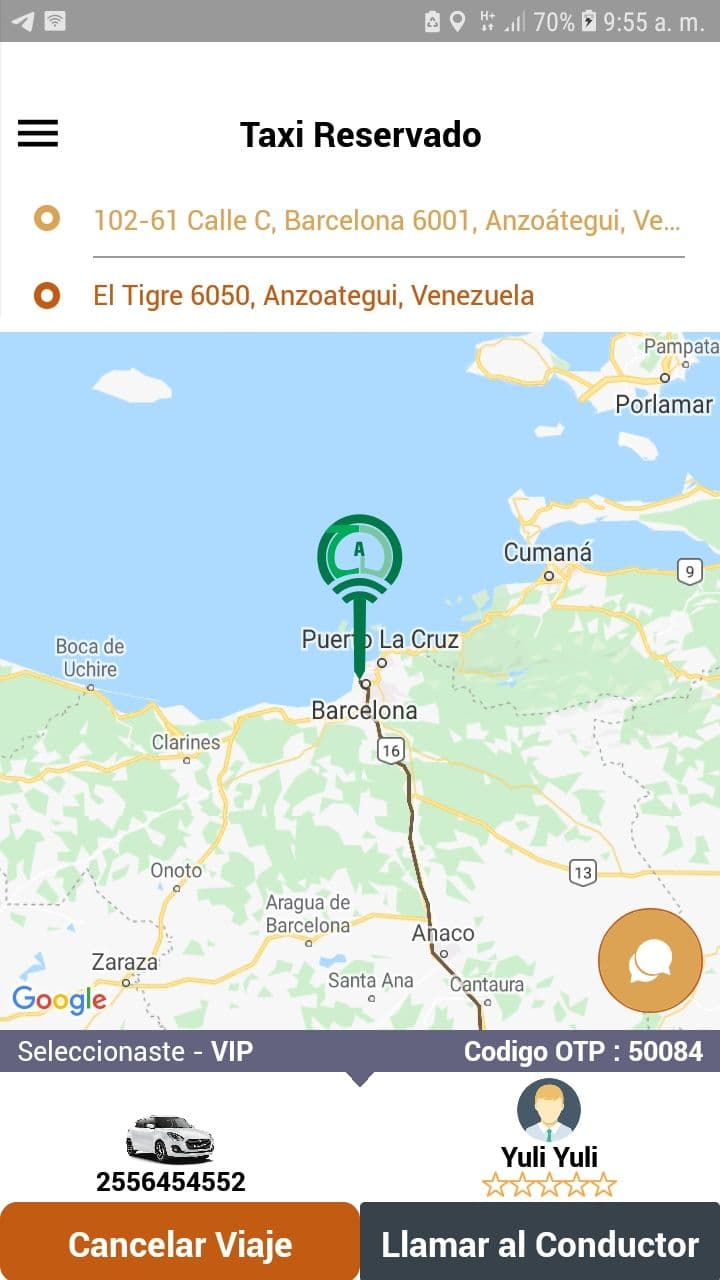 H+ 70% 9:55 a. m.
Taxi Reservado
102-61 Calle C, Barcelona 6001, Anzoátegui, Ve...
El Tigre 6050, Anzoategui, Venezuela
Pampata
Porlamar
A
Cumaná
9
Puerto La Cruz
Boca de
Uchire
Barcelona
Clarines
16
Onoto
13
Aragua de
Barcelona
Anaco
Zaraza
Santa Ana
Cantaura
Google
Seleccionaste - VIP
Codigo OTP : 50084
Yuli Yuli
2556454552
Cancelar Viaje
Llamar al Conductor